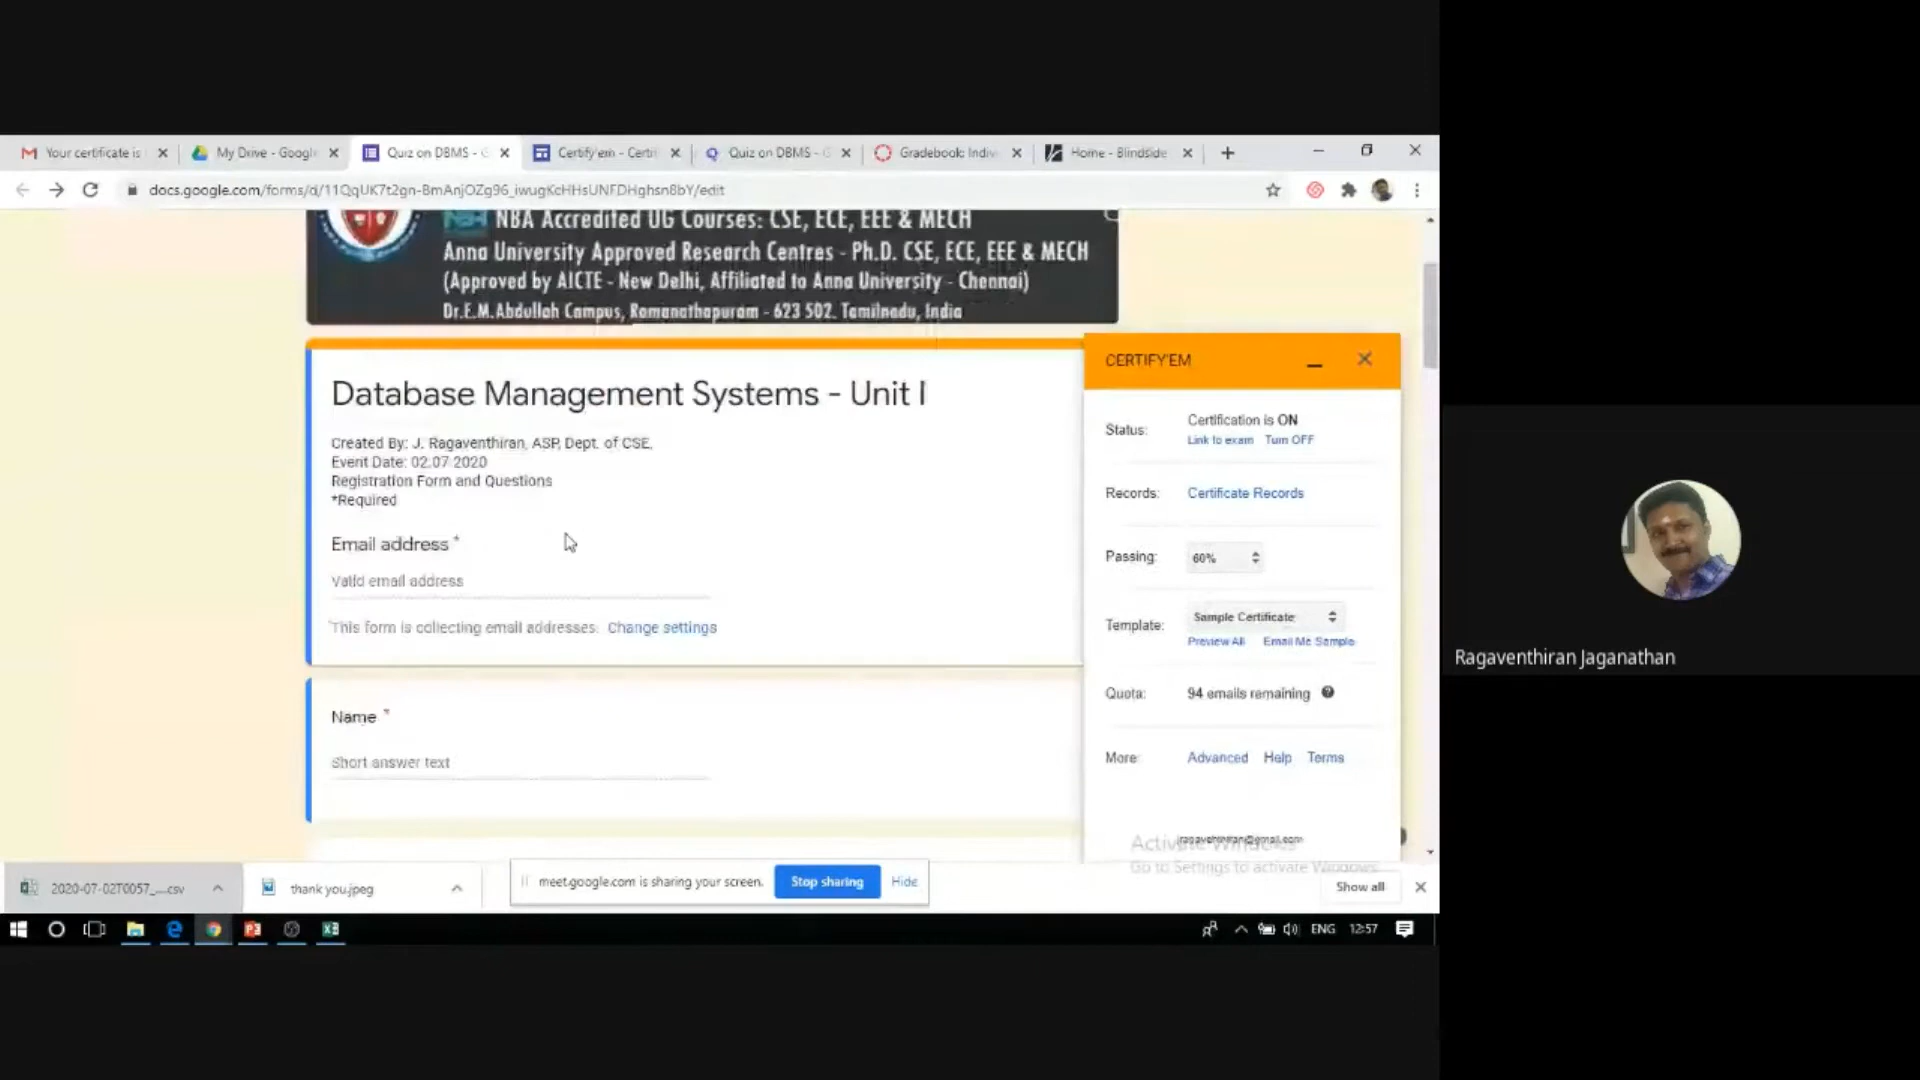 Your certificate is
My Drive - Googl
Quiz on DBMS - G
Certify'em - Certi
Quiz on DBMS - G
Gradebook: Indiv
Home - Blindside
docs.google.com/forms/d/11QqUK7t2gn-BmAnjOZg96_iwugKcHHsUNFDHghsn8bY/edit
NBA Accredited UG Courses: CSE, ECE, EEE & MECH
Anna University Approved Research Centres - Ph.D. CSE, ECE, EEE & MECH
(Approved by AICTE - New Delhi, Affiliated to Anna University - Chennai)
Dr.E.M.Abdullah Campus, Ramanathapuram - 623 502. Tamilnadu, India
Database Management Systems - Unit I
Created By: J. Ragaventhiran, ASP, Dept. of CSE,
Event Date: 02.07.2020
Registration Form and Questions
*Required
Email address *
Valid email address
This form is collecting email addresses. Change settings
Name *
Short answer text
CERTIFY'EM
Status: Certification is ON
Link to exam Turn OFF
Records: Certificate Records
Passing: 60%
Template: Sample Certificate
Preview All Email Me Sample
Quota: 94 emails remaining
More: Advanced Help Terms
Activate Windows
Go to Settings to activate Windows.
2020-07-02T0057_....csv
thank you.jpeg
meet.google.com is sharing your screen. Stop sharing Hide
Show all
ENG 12:57
Ragaventhiran Jaganathan